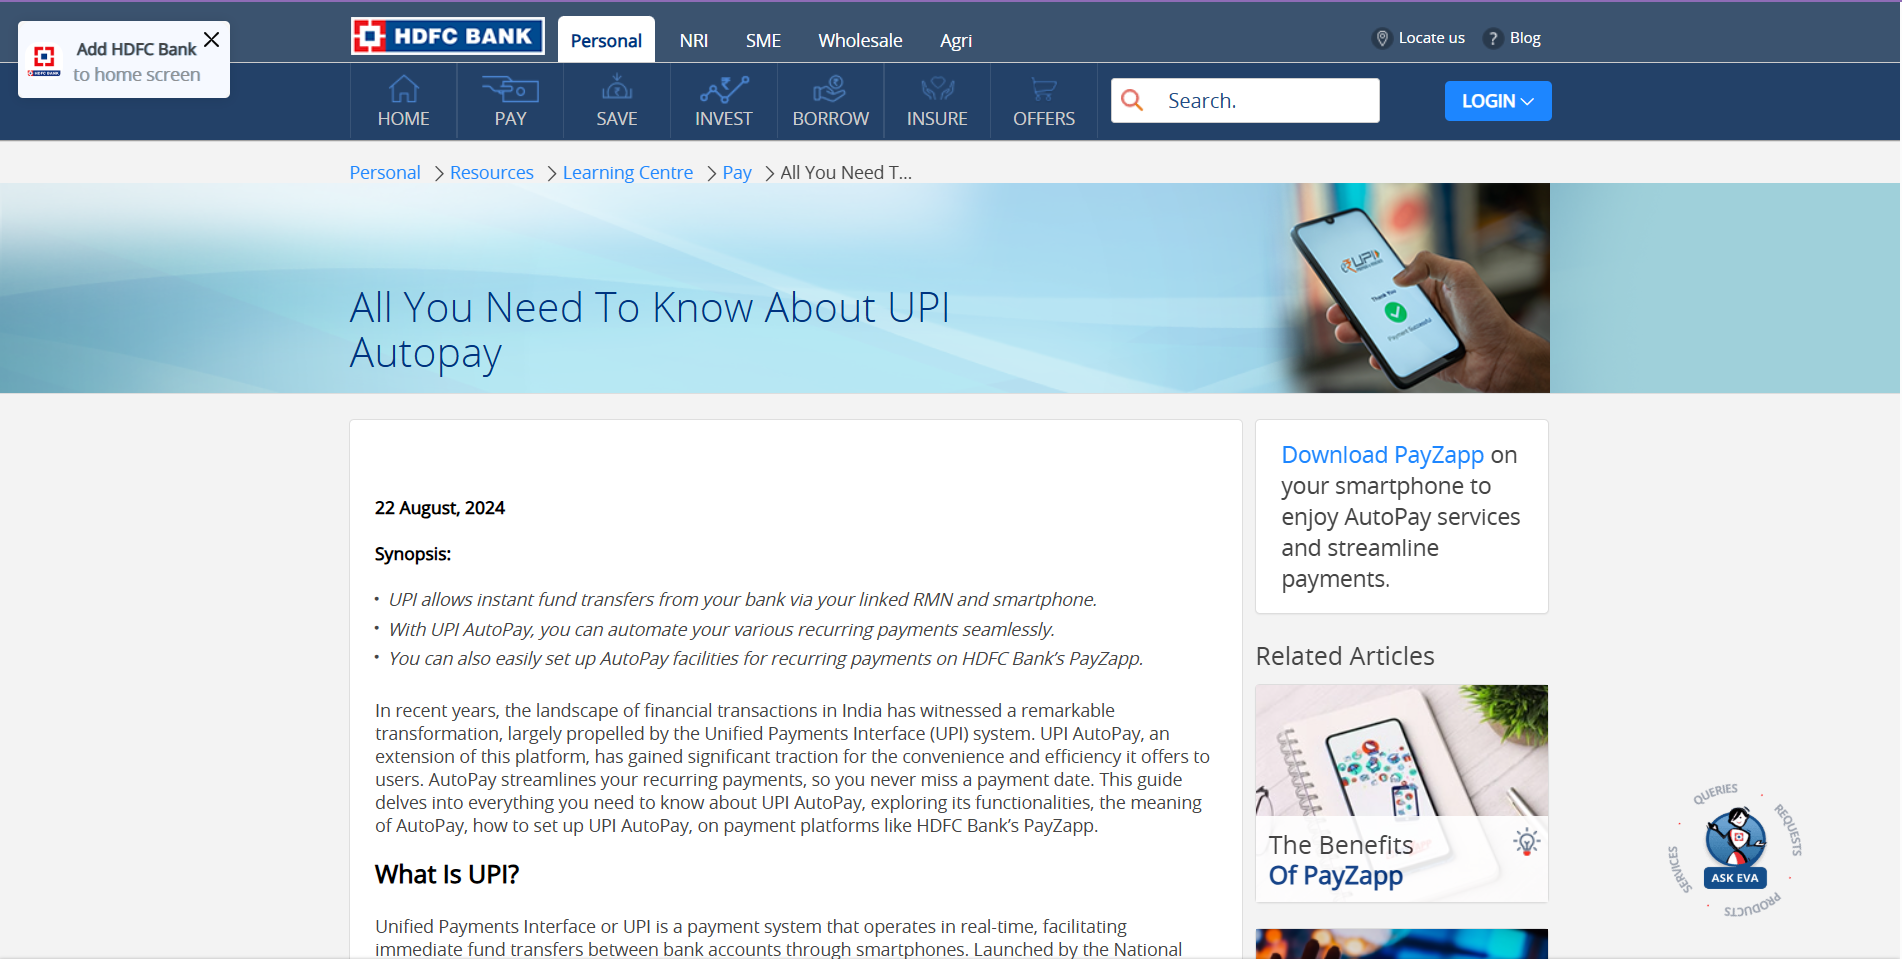 Add HDFC Bank
to home screen
HDFC BANK
HDFC BANK
Personal
NRI
SME
Wholesale
Agri
Locate us
? Blog
HOME
PAY
SAVE
INVEST
BORROW
INSURE
OFFERS
Search.
LOGIN
Personal
Resources
Learning Centre
Pay
All You Need T...
All You Need To Know About UPI
Autopay
UPI
Thank You
Payment Successful
22 August, 2024
Synopsis:
• UPI allows instant fund transfers from your bank via your linked RMN and smartphone.
• With UPI AutoPay, you can automate your various recurring payments seamlessly.
• You can also easily set up AutoPay facilities for recurring payments on HDFC Bank’s PayZapp.
In recent years, the landscape of financial transactions in India has witnessed a remarkable
transformation, largely propelled by the Unified Payments Interface (UPI) system. UPI AutoPay, an
extension of this platform, has gained significant traction for the convenience and efficiency it offers to
users. AutoPay streamlines your recurring payments, so you never miss a payment date. This guide
delves into everything you need to know about UPI AutoPay, exploring its functionalities, the meaning
of AutoPay, how to set up UPI AutoPay, on payment platforms like HDFC Bank’s PayZapp.
What Is UPI?
Unified Payments Interface or UPI is a payment system that operates in real-time, facilitating
immediate fund transfers between bank accounts through smartphones. Launched by the National
Download PayZapp on
your smartphone to
enjoy AutoPay services
and streamline
payments.
Related Articles
The Benefits
Of PayZapp
QUERIES
REQUESTS
PRODUCTS
SERVICES
ASK EVA